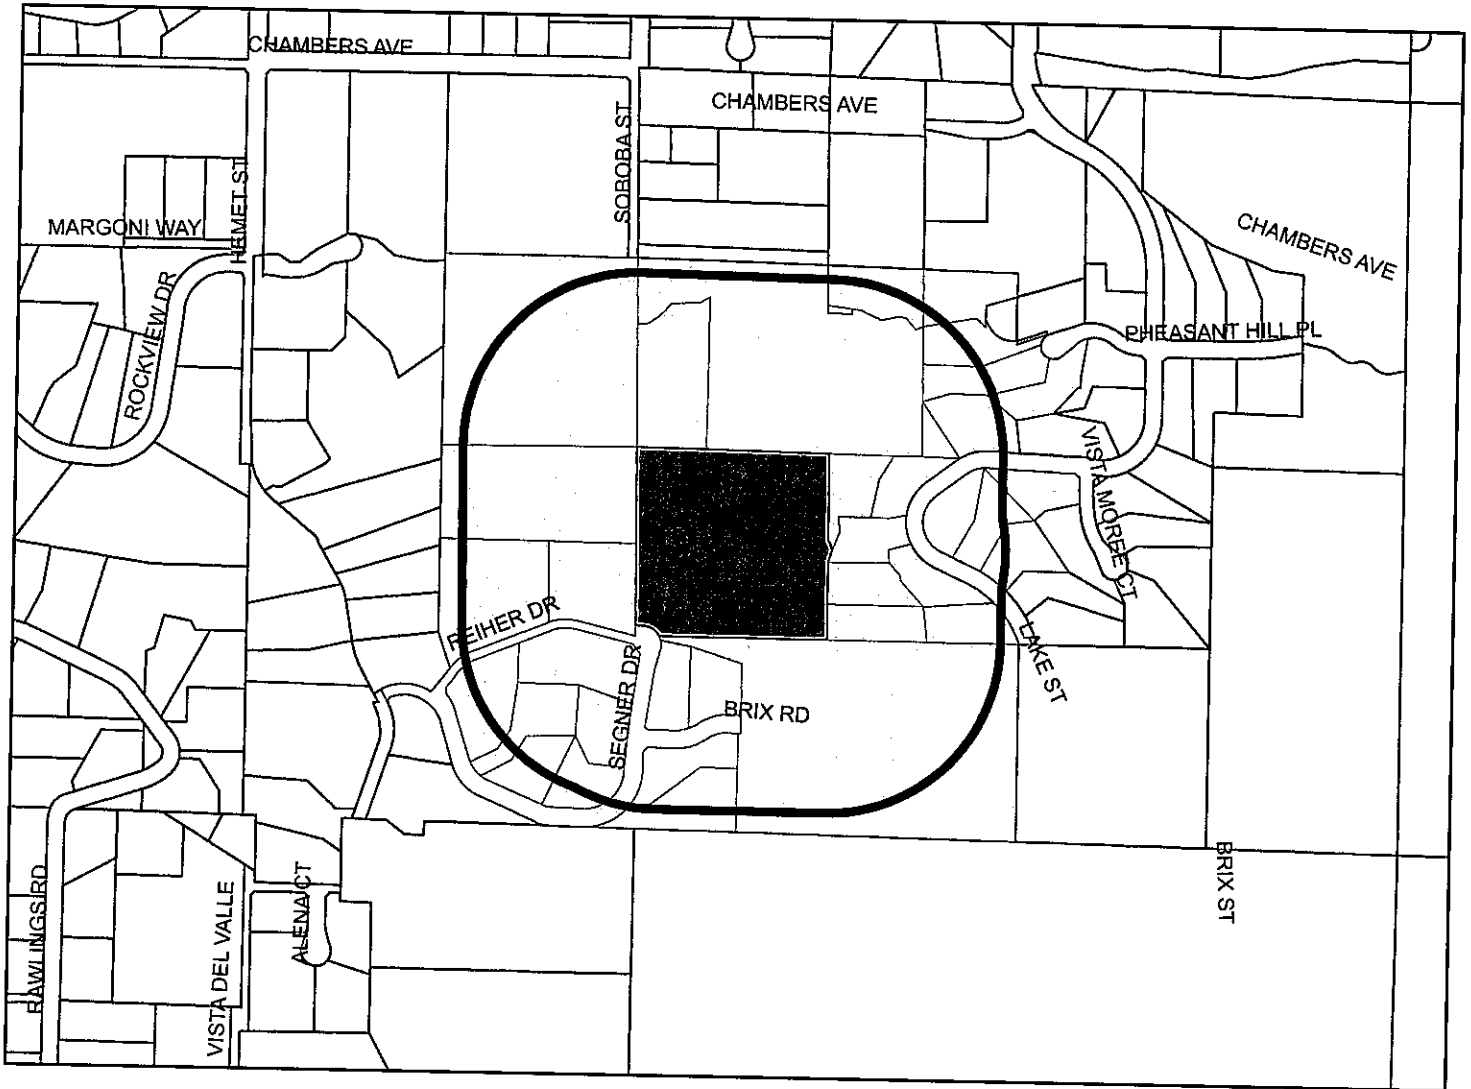 CHAMBERS AVE
CHAMBERS AVE
SOBOBA ST
HEMET ST
MARGONI WAY
CHAMBERS AVE
ROCKVIEW DR
PHEASANT HILL PL
VISTA MOREE CT
REIHER DR
LAKE ST
SEGNER DR
BRIX RD
BRIX ST
RAWLINGS RD
VISTA DEL VALLE
ALENA CT